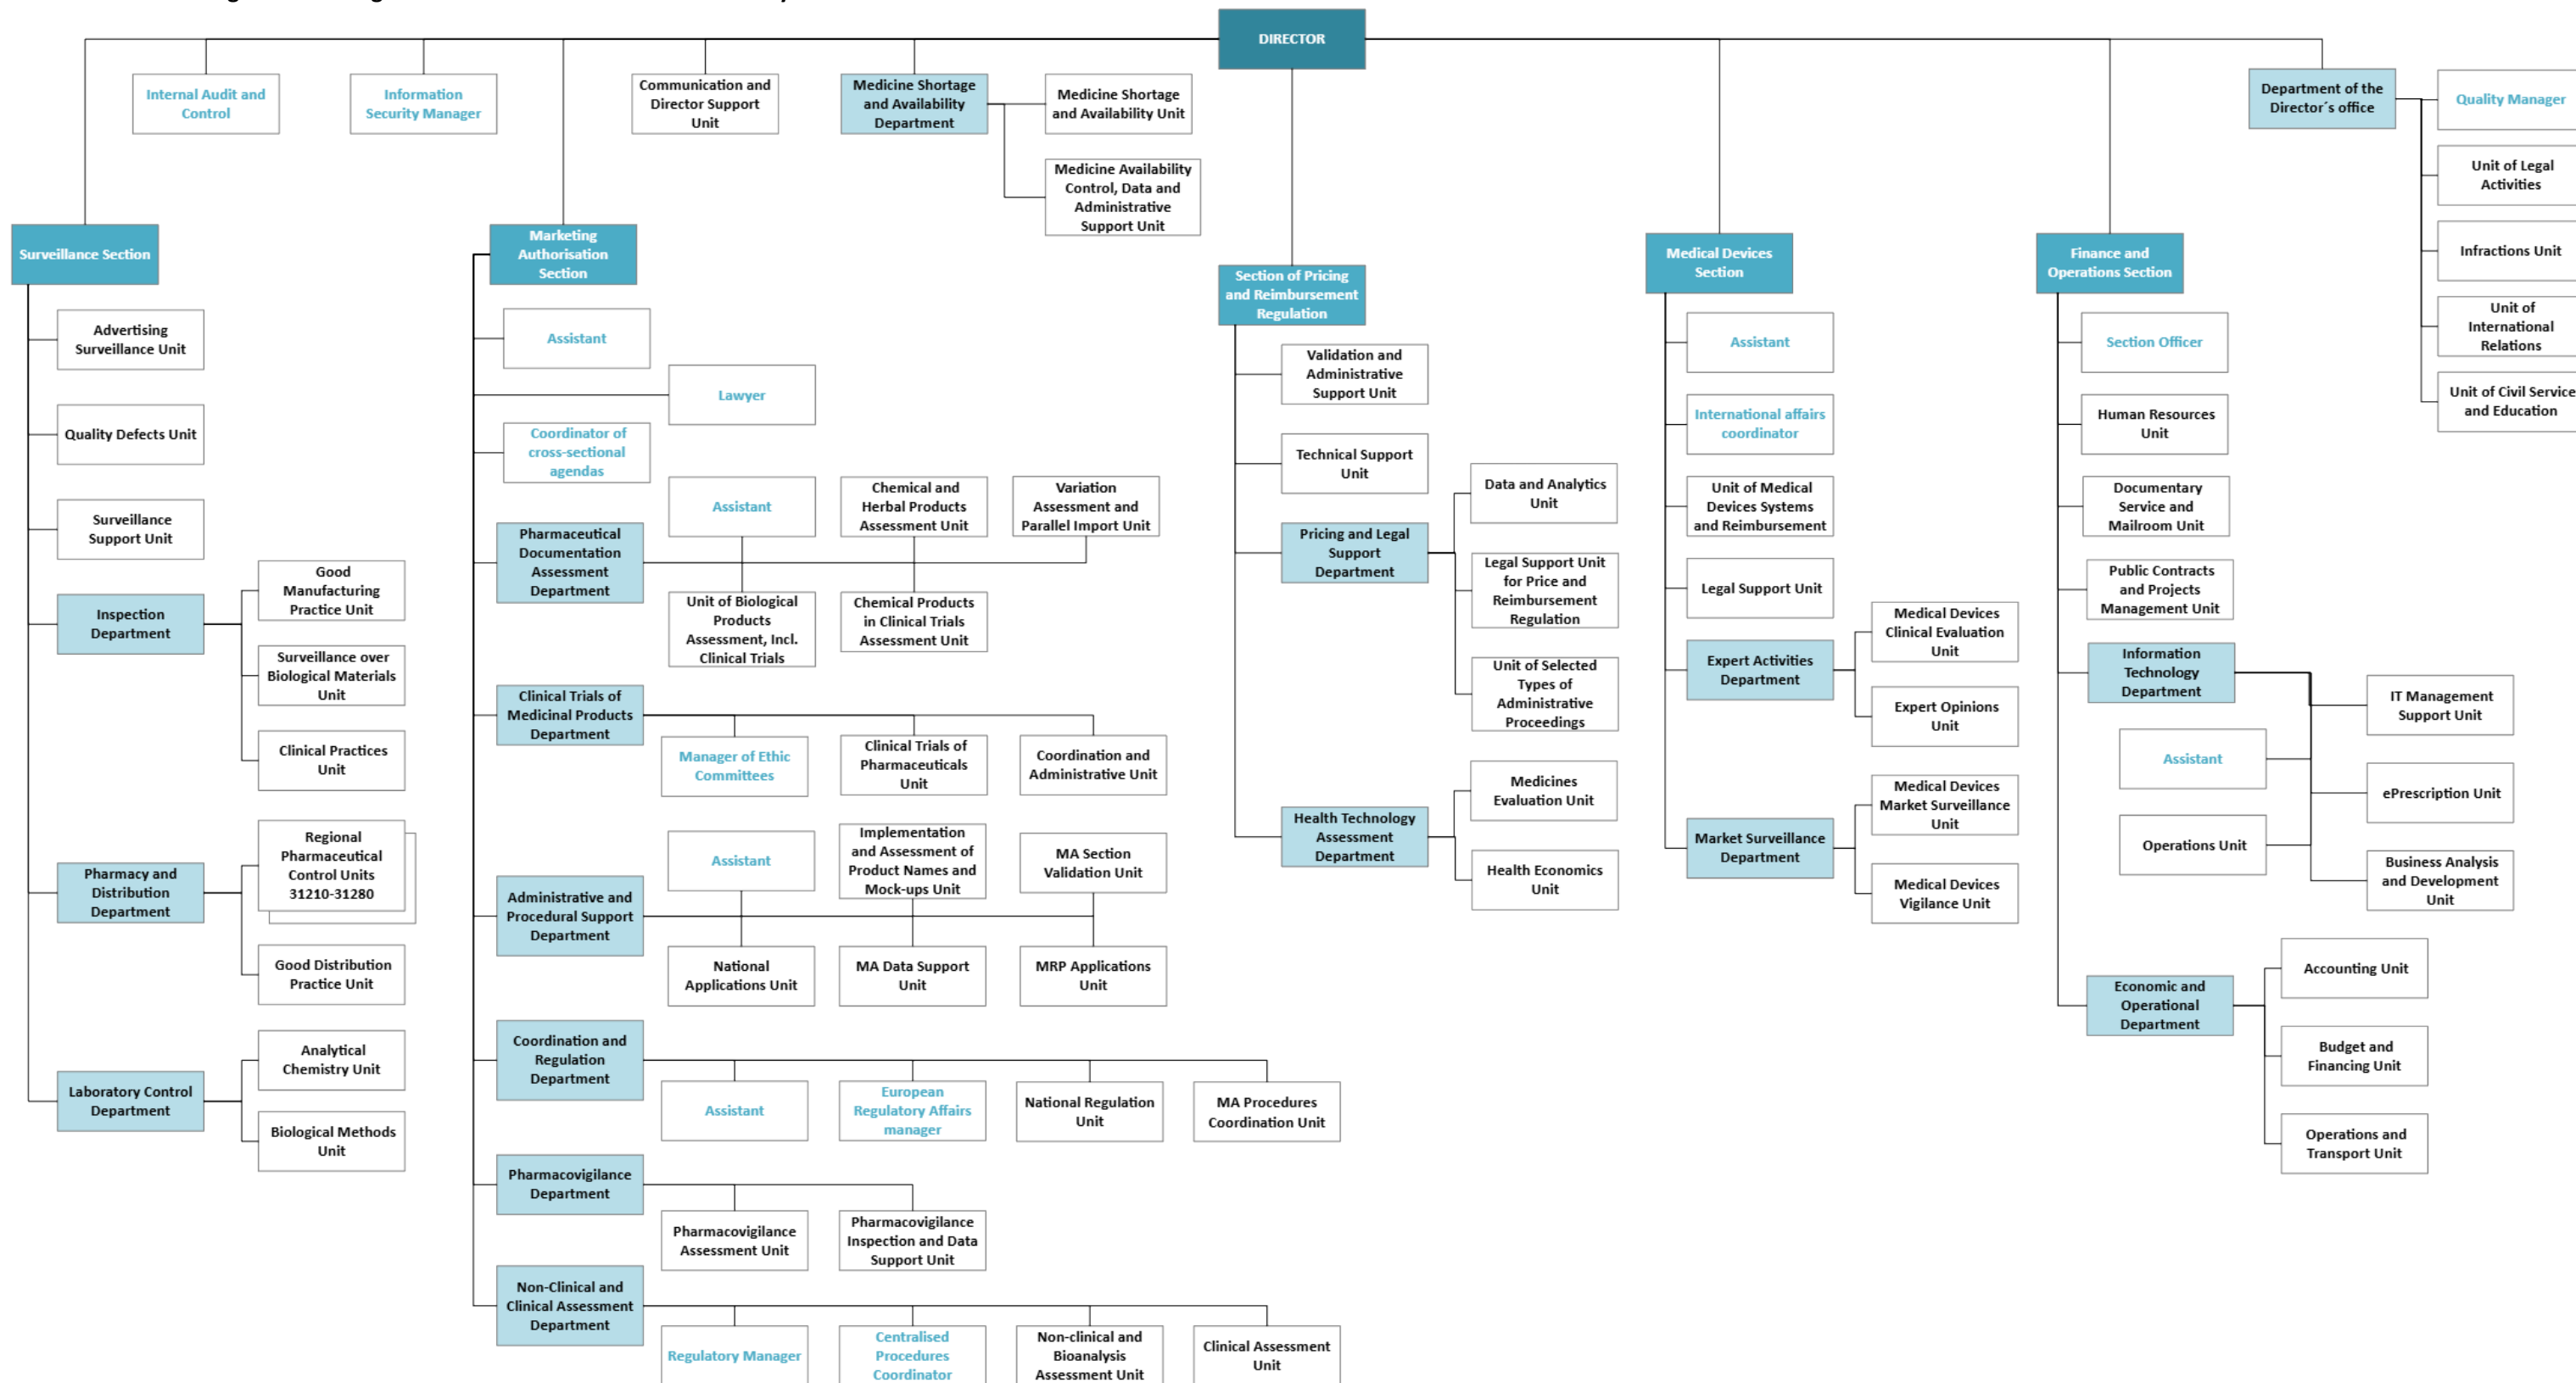 DIRECTOR
Internal Audit and
Control
Information
Security Manager
Communication and
Director Support
Unit
Medicine Shortage
and Availability
Department
Medicine Shortage
and Availability Unit
Medicine Availability
Control, Data and
Administrative
Support Unit
Department of the
Director´s office
Quality Manager
Unit of Legal
Activities
Infractions Unit
Unit of
International
Relations
Unit of Civil Service
and Education
Surveillance Section
Advertising
Surveillance Unit
Quality Defects Unit
Surveillance
Support Unit
Inspection
Department
Good
Manufacturing
Practice Unit
Surveillance over
Biological Materials
Unit
Clinical Practices
Unit
Pharmacy and
Distribution
Department
Regional
Pharmaceutical
Control Units
31210-31280
Good Distribution
Practice Unit
Laboratory Control
Department
Analytical
Chemistry Unit
Biological Methods
Unit
Marketing
Authorisation
Section
Assistant
Lawyer
Coordinator of
cross-sectional
agendas
Pharmaceutical
Documentation
Assessment
Department
Assistant
Chemical and
Herbal Products
Assessment Unit
Variation
Assessment and
Parallel Import Unit
Unit of Biological
Products
Assessment, Incl.
Clinical Trials
Chemical Products
in Clinical Trials
Assessment Unit
Clinical Trials of
Medicinal Products
Department
Manager of Ethic
Committees
Clinical Trials of
Pharmaceuticals
Unit
Coordination and
Administrative Unit
Administrative and
Procedural Support
Department
Assistant
Implementation
and Assessment of
Product Names and
Mock-ups Unit
MA Section
Validation Unit
National
Applications Unit
MA Data Support
Unit
MRP Applications
Unit
Coordination and
Regulation
Department
Assistant
European
Regulatory Affairs
manager
National Regulation
Unit
MA Procedures
Coordination Unit
Pharmacovigilance
Department
Pharmacovigilance
Assessment Unit
Pharmacovigilance
Inspection and Data
Support Unit
Non-Clinical and
Clinical Assessment
Department
Regulatory Manager
Centralised
Procedures
Coordinator
Non-clinical and
Bioanalysis
Assessment Unit
Clinical Assessment
Unit
Section of Pricing
and Reimbursement
Regulation
Validation and
Administrative
Support Unit
Technical Support
Unit
Pricing and Legal
Support
Department
Data and Analytics
Unit
Legal Support Unit
for Price and
Reimbursement
Regulation
Unit of Selected
Types of
Administrative
Proceedings
Health Technology
Assessment
Department
Medicines
Evaluation Unit
Health Economics
Unit
Medical Devices
Section
Assistant
International affairs
coordinator
Unit of Medical
Devices Systems
and Reimbursement
Legal Support Unit
Expert Activities
Department
Medical Devices
Clinical Evaluation
Unit
Expert Opinions
Unit
Market Surveillance
Department
Medical Devices
Market Surveillance
Unit
Medical Devices
Vigilance Unit
Finance and
Operations Section
Section Officer
Human Resources
Unit
Documentary
Service and
Mailroom Unit
Public Contracts
and Projects
Management Unit
Information
Technology
Department
IT Management
Support Unit
Assistant
ePrescription Unit
Operations Unit
Business Analysis
and Development
Unit
Economic and
Operational
Department
Accounting Unit
Budget and
Financing Unit
Operations and
Transport Unit